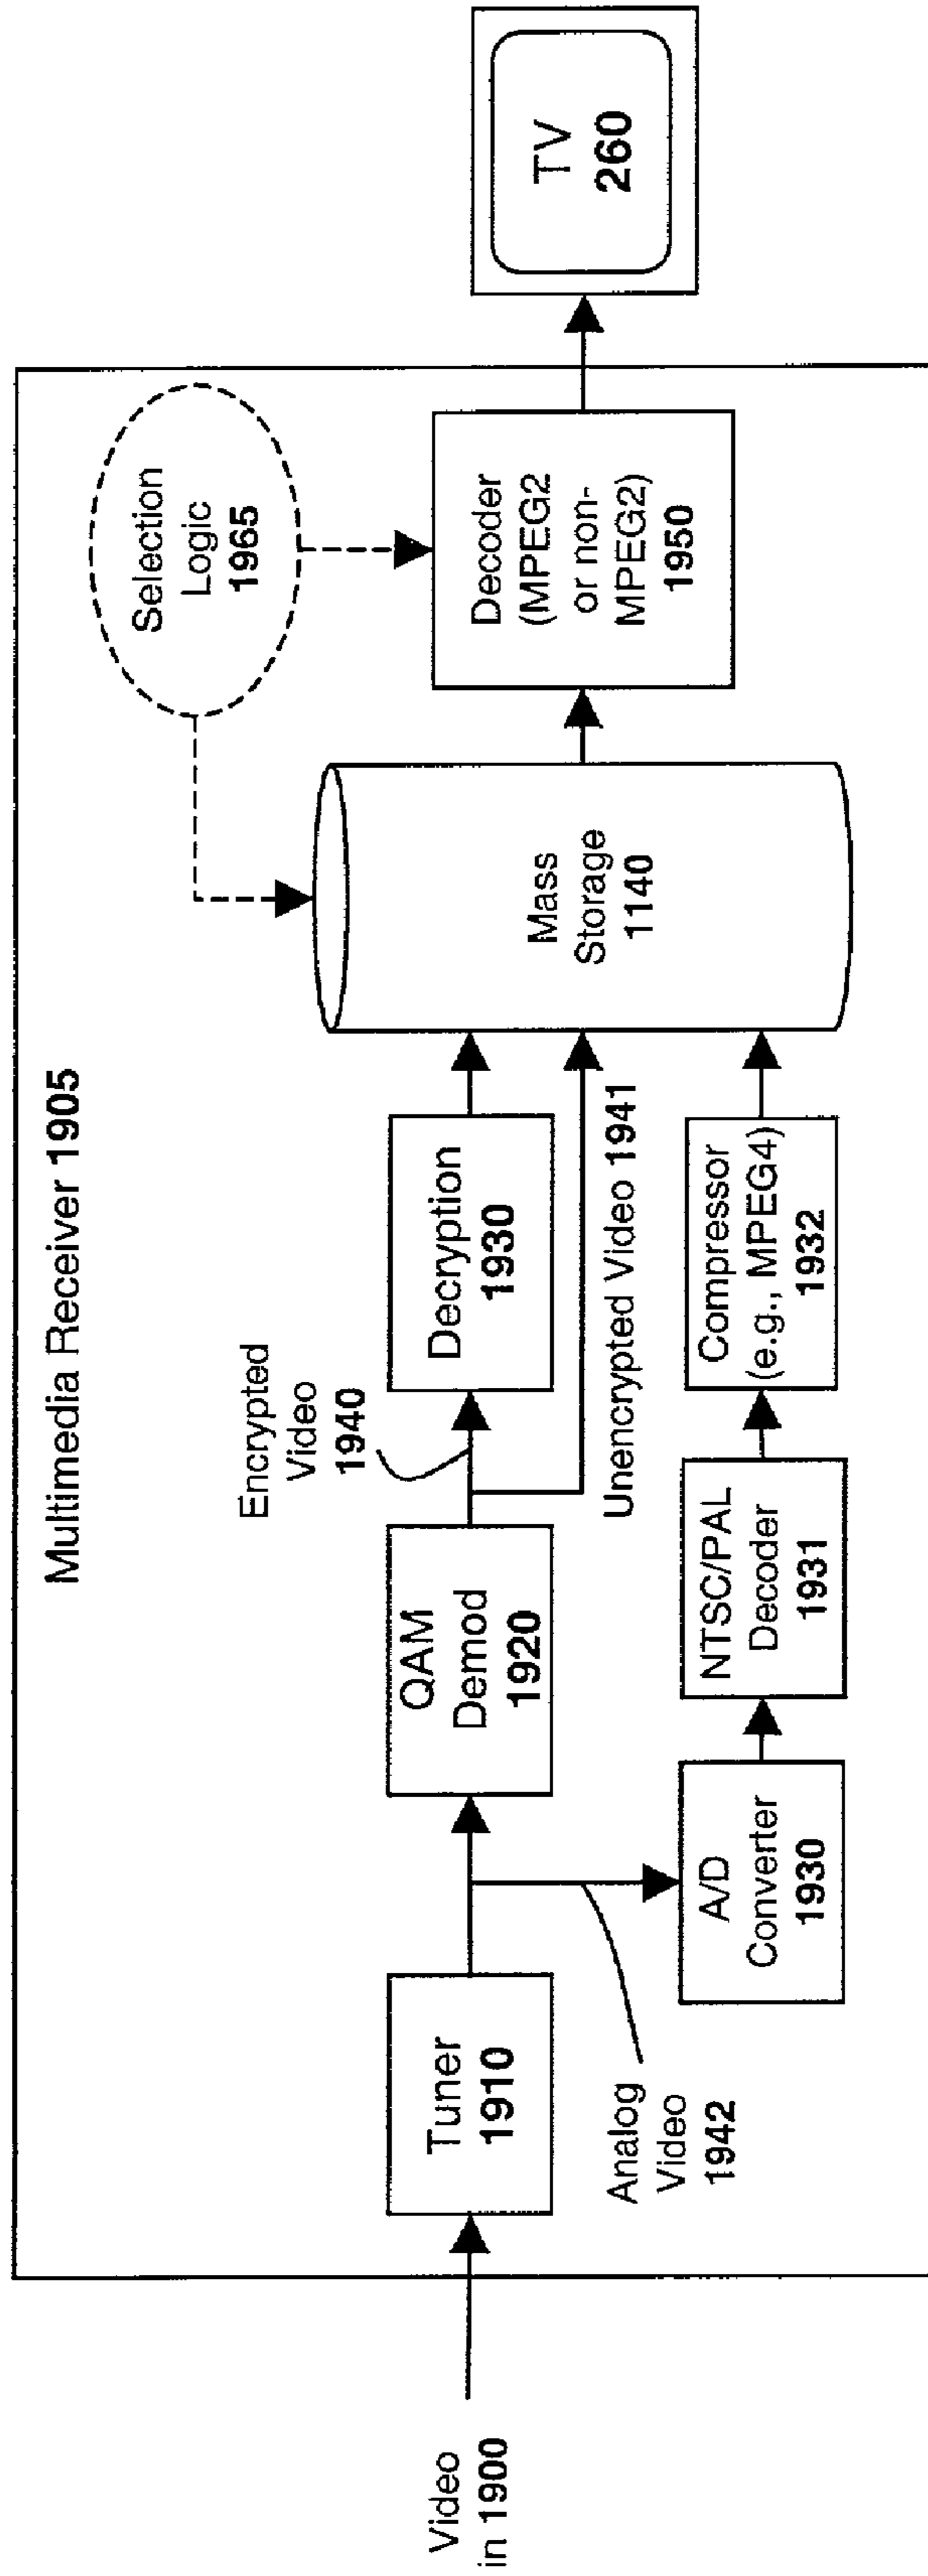 Multimedia Receiver 1905
Video
in 1900
Tuner
1910
Analog
Video
1942
QAM
Demod
1920
Encrypted
Video
1940
Decryption
1930
Unencrypted Video 1941
A/D
Converter
1930
NTSC/PAL
Decoder
1931
Compressor
(e.g., MPEG4)
1932
Mass
Storage
1140
Selection
Logic
1965
Decoder
(MPEG2
or non-
MPEG2)
1950
TV
260